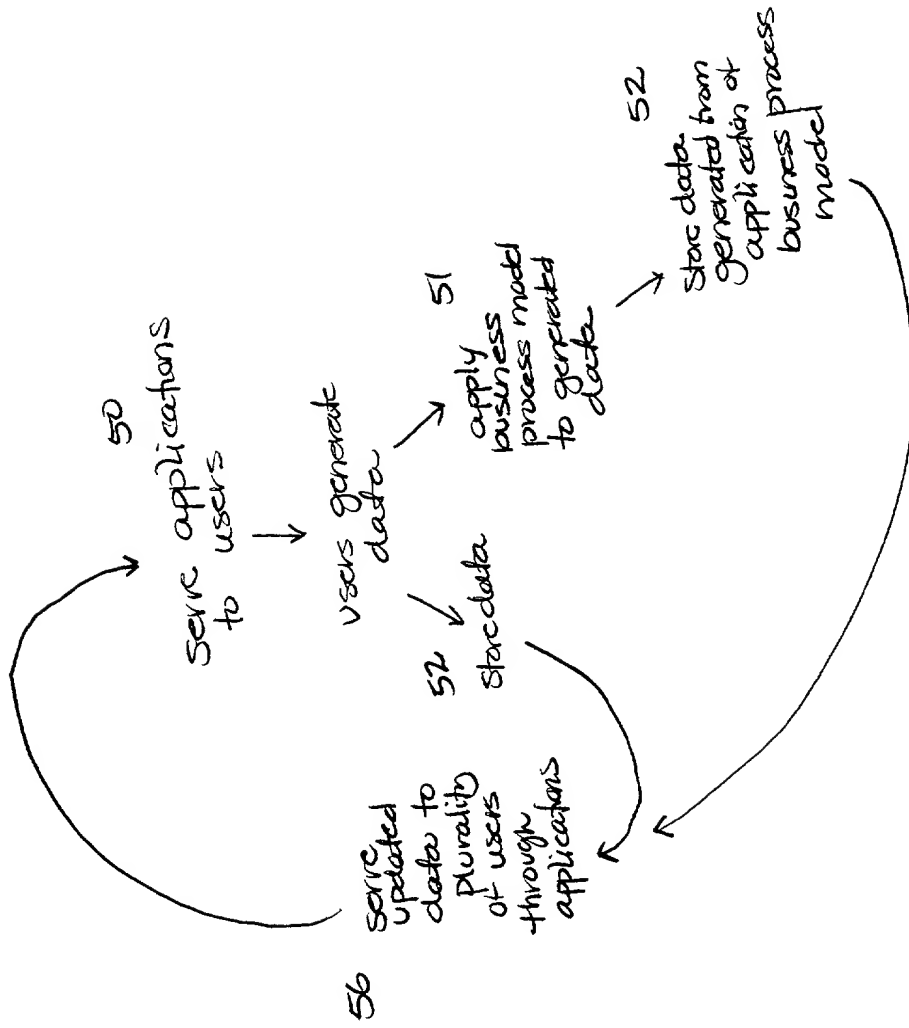 50
Serve applications
to users
users generate
data
52
Store data
51
apply
business
process model
to generated
data
52
Store data
generated from
application of
business process
model
56
Serve
updated
data to
plurality
of users
through
applications